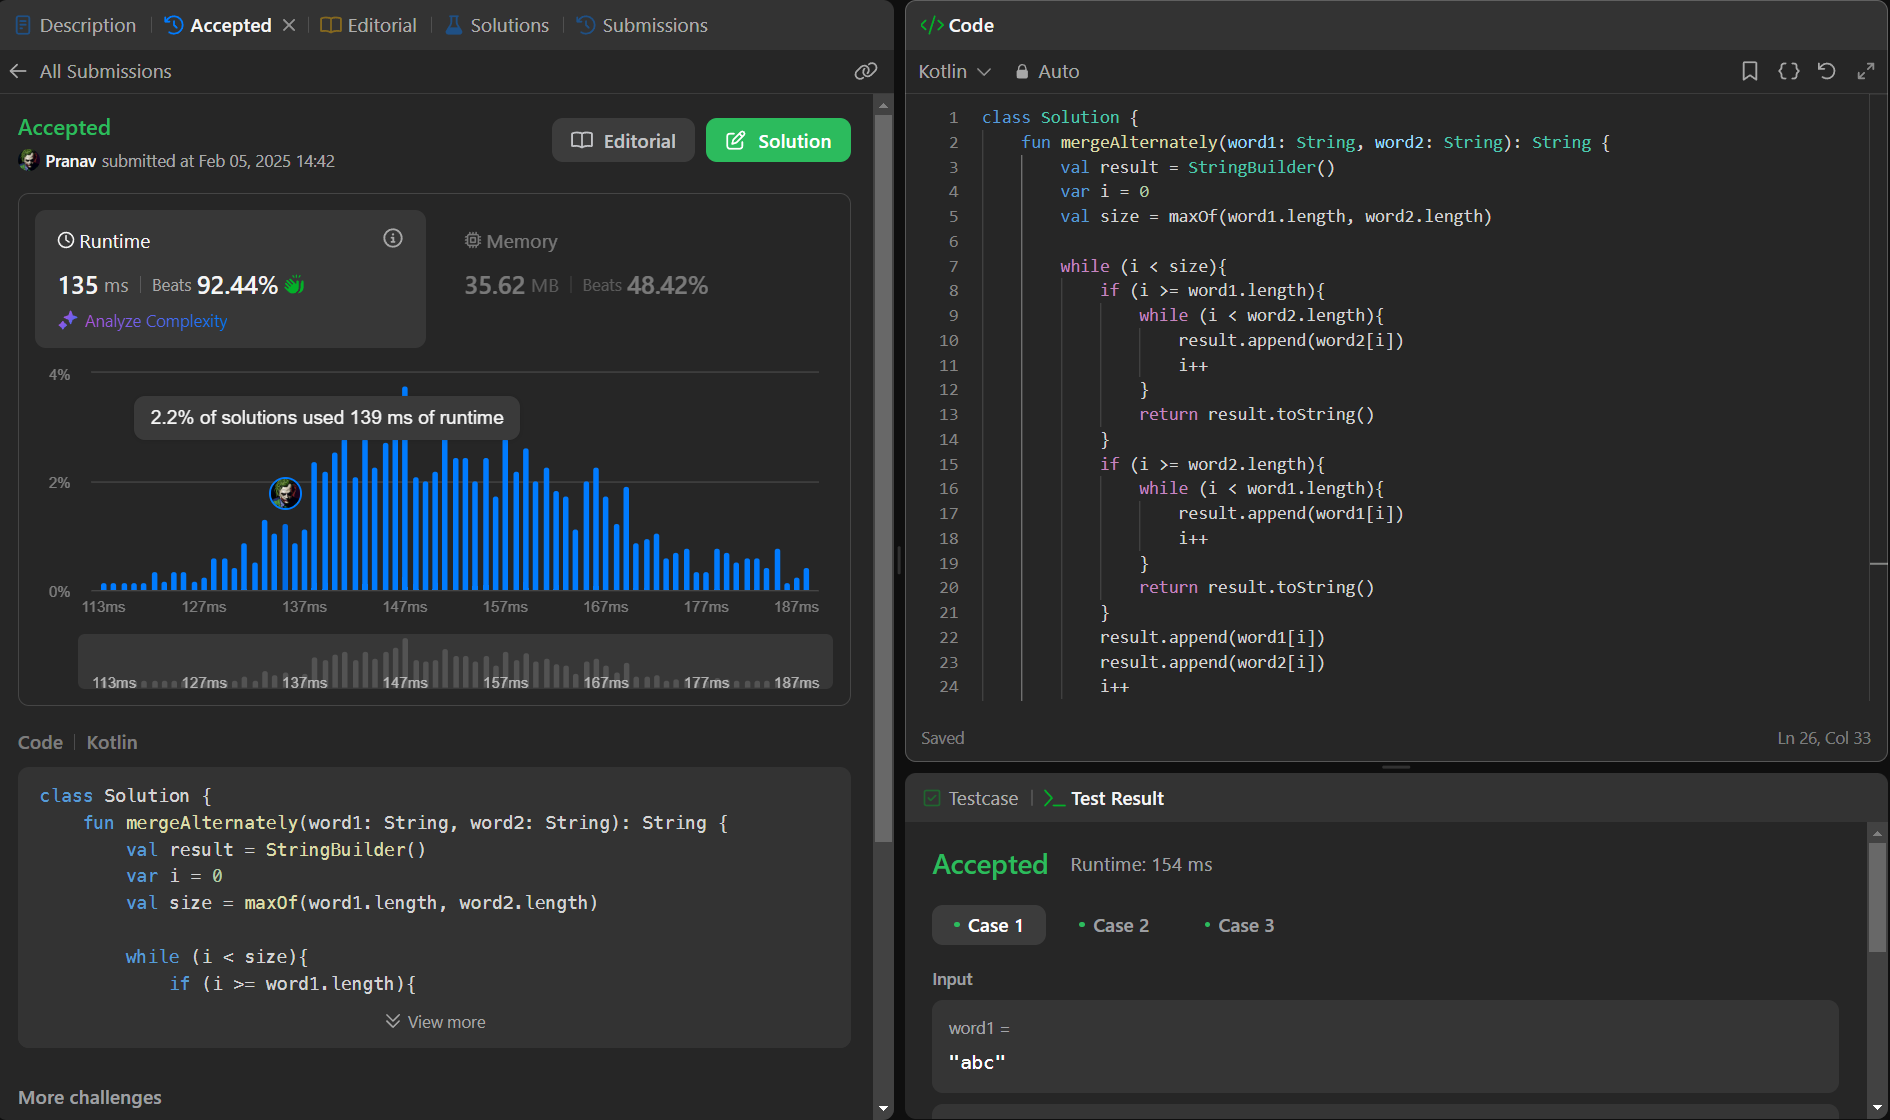 Description
Accepted
Editorial
Solutions
Submissions
All Submissions
Accepted
Pranav submitted at Feb 05, 2025 14:42
Editorial
Solution
Runtime
135 ms | Beats 92.44%
Analyze Complexity
Memory
35.62 MB | Beats 48.42%
4%
2.2% of solutions used 139 ms of runtime
2%
0%
113ms 127ms 137ms 147ms 157ms 167ms 177ms 187ms
113ms 127ms 137ms 147ms 157ms 167ms 177ms 187ms
Code | Kotlin
class Solution {
    fun mergeAlternately(word1: String, word2: String): String {
        val result = StringBuilder()
        var i = 0
        val size = maxOf(word1.length, word2.length)
        while (i < size){
            if (i >= word1.length){
View more
More challenges
</> Code
Kotlin
Auto
1 class Solution {
2     fun mergeAlternately(word1: String, word2: String): String {
3         val result = StringBuilder()
4         var i = 0
5         val size = maxOf(word1.length, word2.length)
6
7         while (i < size){
8             if (i >= word1.length){
9                 while (i < word2.length){
10                     result.append(word2[i])
11                     i++
12                 }
13                 return result.toString()
14             }
15             if (i >= word2.length){
16                 while (i < word1.length){
17                     result.append(word1[i])
18                     i++
19                 }
20                 return result.toString()
21             }
22             result.append(word1[i])
23             result.append(word2[i])
24             i++
Saved
Ln 26, Col 33
Testcase
Test Result
Accepted
Runtime: 154 ms
• Case 1
• Case 2
• Case 3
Input
word1 =
"abc"